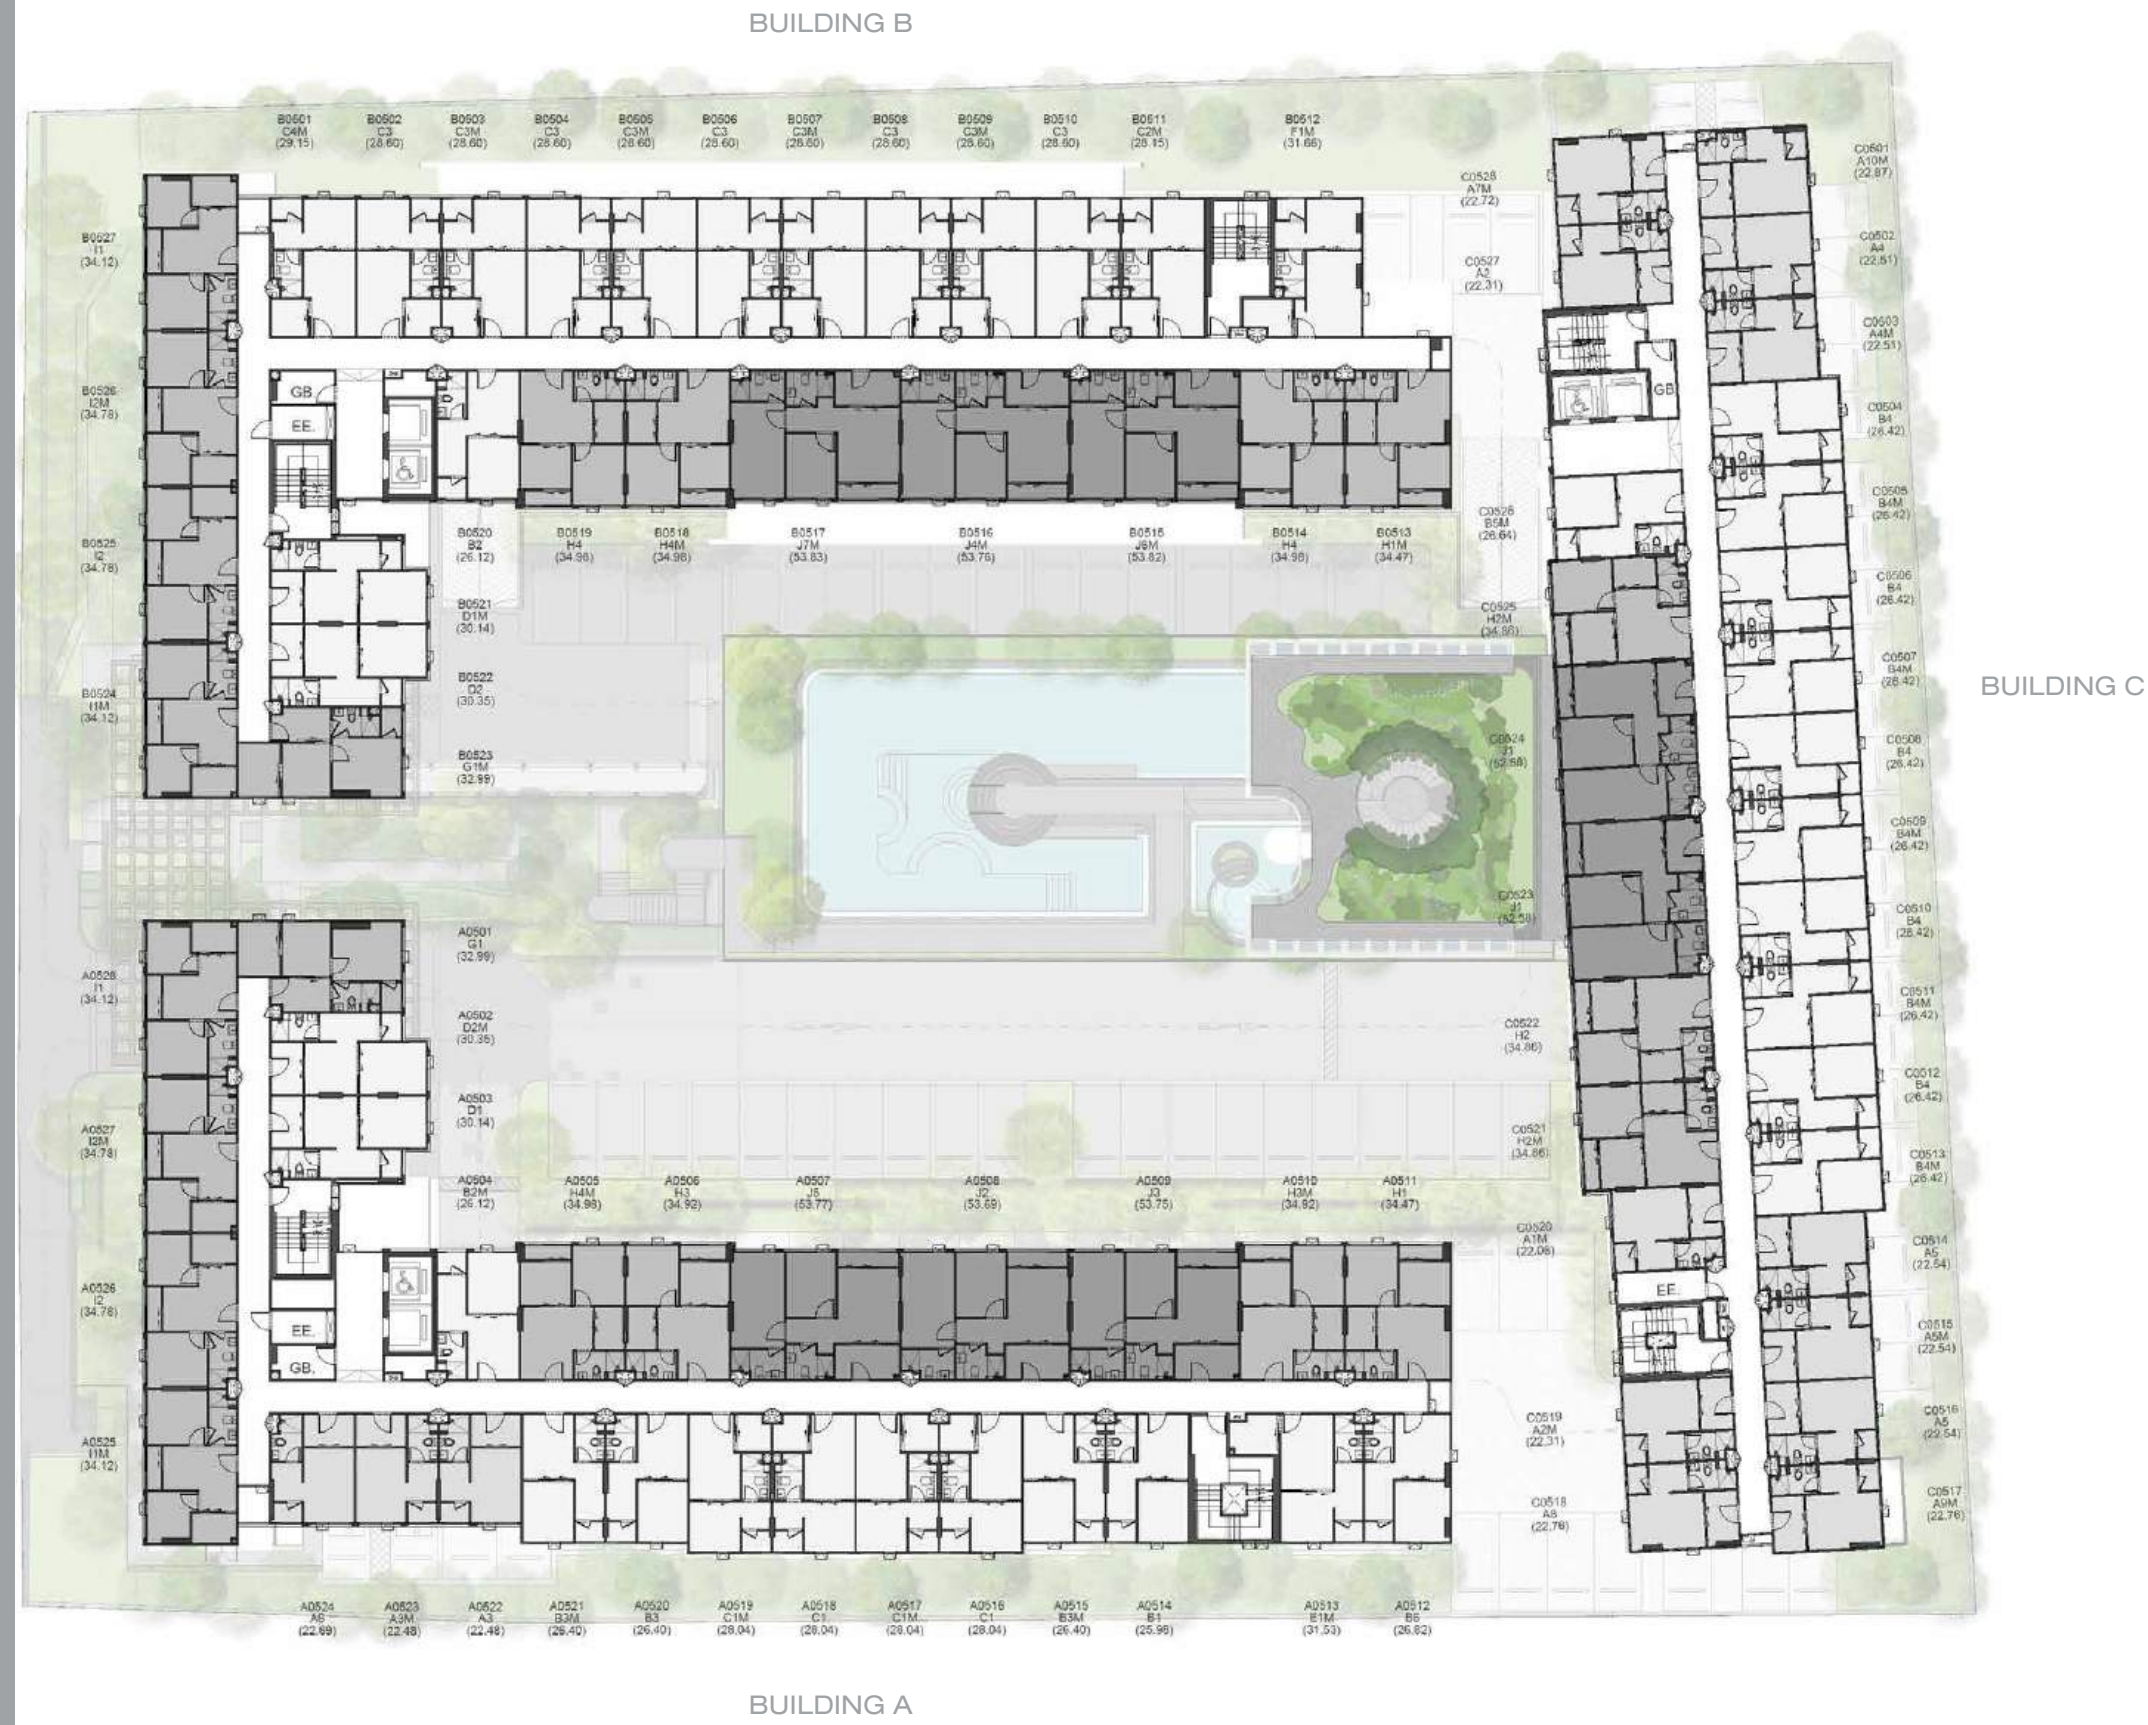 BUILDING B
B0501
C4M
(29.15)
B0502
C3
(28.60)
B0503
C3M
(28.60)
B0504
C3
(28.60)
B0505
C3M
(28.60)
B0506
C3
(28.60)
B0507
C3M
(28.60)
B0508
C3
(28.60)
B0509
C3M
(28.60)
B0510
C3
(28.60)
B0511
C2M
(28.15)
B0512
F1M
(31.66)
B0527
I1
(34.12)
B0526
I2M
(34.78)
B0525
I2
(34.78)
B0524
I1M
(34.12)
GB
EE.
B0520
B2
(26.12)
B0519
H4
(34.98)
B0518
H4M
(34.98)
B0517
J7M
(53.83)
B0516
J4M
(53.76)
B0515
J6M
(53.82)
B0514
H4
(34.98)
B0513
H1M
(34.47)
B0521
D1M
(30.14)
B0522
D2
(30.35)
B0523
G1M
(32.99)
C0528
A7M
(22.72)
C0527
A2
(22.31)
C0526
B5M
(26.64)
C0525
H2M
(34.86)
C0524
J1
(52.58)
C0523
J1
(52.58)
C0522
H2
(34.86)
C0521
H2M
(34.86)
C0520
A1M
(22.08)
C0519
A2M
(22.31)
C0518
A8
(22.76)
GB
EE.
C0501
A10M
(22.87)
C0502
A4
(22.51)
C0503
A4M
(22.51)
C0504
B4
(26.42)
C0505
B4M
(26.42)
C0506
B4
(26.42)
C0507
B4M
(26.42)
C0508
B4
(26.42)
C0509
B4M
(26.42)
C0510
B4
(26.42)
C0511
B4M
(26.42)
C0512
B4
(26.42)
C0513
B4M
(26.42)
C0514
A5
(22.54)
C0515
A5M
(22.54)
C0516
A5
(22.54)
C0517
A9M
(22.76)
BUILDING C
A0501
G1
(32.99)
A0502
D2M
(30.35)
A0503
D1
(30.14)
A0504
B2M
(26.12)
A0505
H4M
(34.98)
A0506
H3
(34.92)
A0507
J5
(53.77)
A0508
J2
(53.69)
A0509
J3
(53.75)
A0510
H3M
(34.92)
A0511
H1
(34.47)
A0528
I1
(34.12)
A0527
I2M
(34.78)
A0526
I2
(34.78)
A0525
I1M
(34.12)
EE.
GB.
A0524
A6
(22.69)
A0523
A3M
(22.48)
A0522
A3
(22.48)
A0521
B3M
(26.40)
A0520
B3
(26.40)
A0519
C1M
(28.04)
A0518
C1
(28.04)
A0517
C1M
(28.04)
A0516
C1
(28.04)
A0515
B3M
(26.40)
A0514
B1
(25.98)
A0513
E1M
(31.53)
A0512
B6
(26.82)
BUILDING A